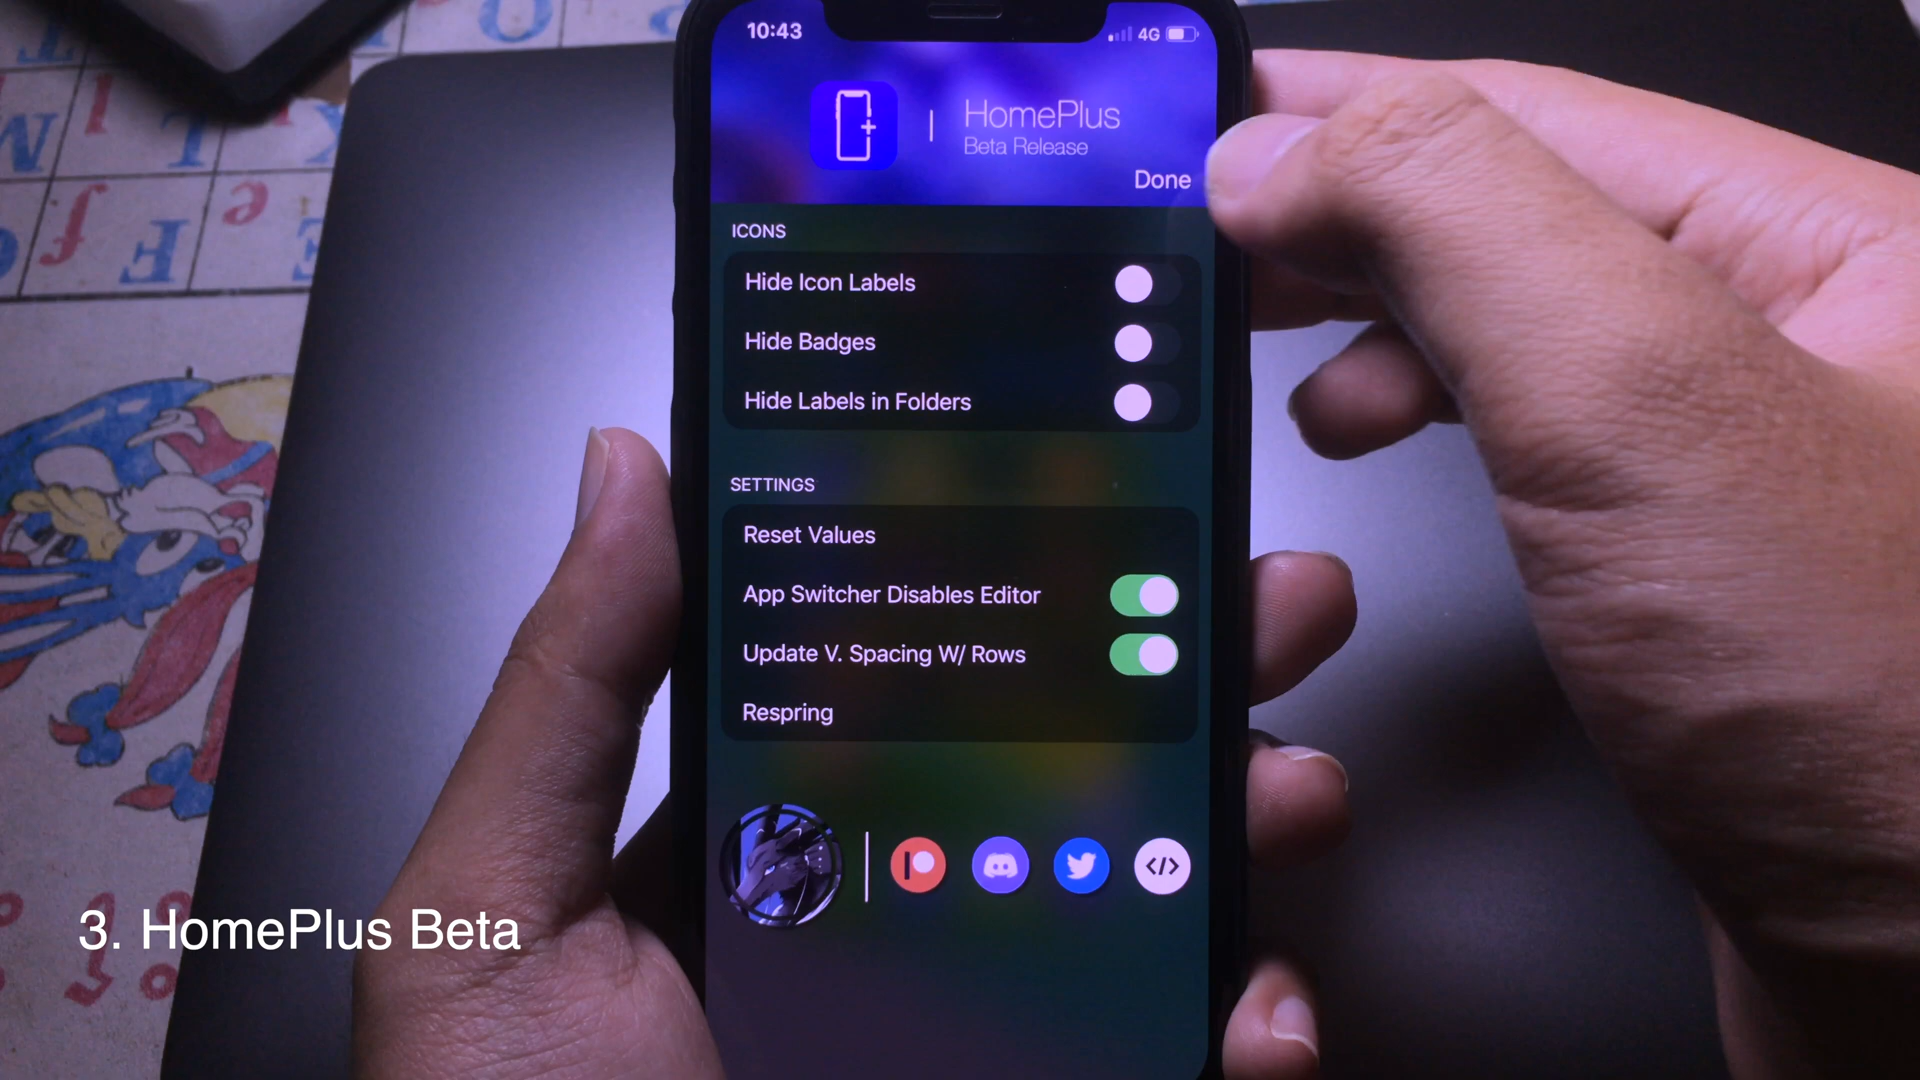 10:43
4G
HomePlus
Beta Release
Done
ICONS
Hide Icon Labels
Hide Badges
Hide Labels in Folders
SETTINGS
Reset Values
App Switcher Disables Editor
Update V. Spacing W/ Rows
Respring
</>
3. HomePlus Beta